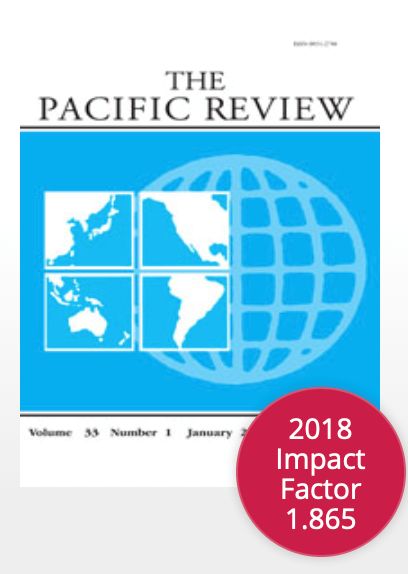 THE
PACIFIC REVIEW
Volume 33 Number 1 January
2018
Impact
Factor
1.865